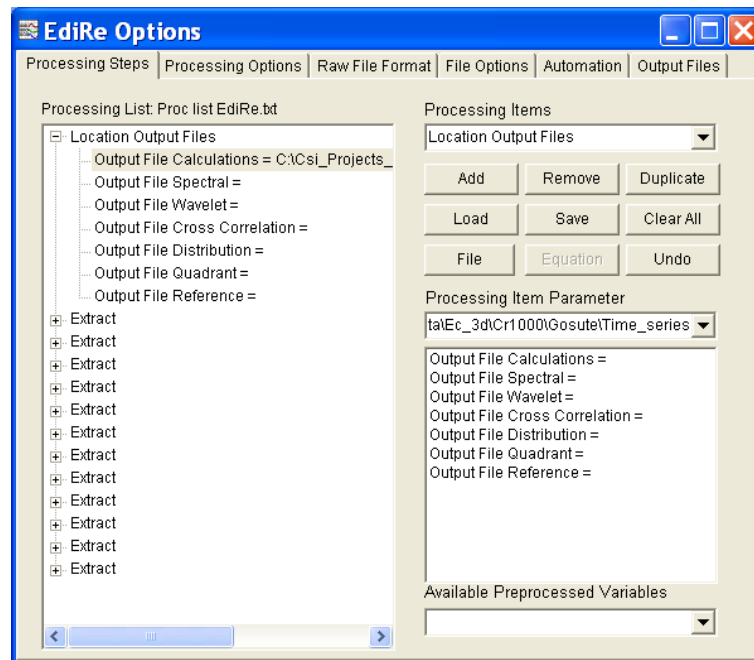 EdiRe Options
Processing Steps Processing Options Raw File Format File Options Automation Output Files
Processing List: Proc list EdiRe.txt
Location Output Files
Output File Calculations = C:\Csi_Projects_
Output File Spectral =
Output File Wavelet =
Output File Cross Correlation =
Output File Distribution =
Output File Quadrant =
Output File Reference =
Extract
Extract
Extract
Extract
Extract
Extract
Extract
Extract
Extract
Extract
Extract
Extract
Processing Items
Location Output Files
Add Remove Duplicate
Load Save Clear All
File Equation Undo
Processing Item Parameter
ta\Ec_3d\Cr1000\Gosute\Time_series
Output File Calculations =
Output File Spectral =
Output File Wavelet =
Output File Cross Correlation =
Output File Distribution =
Output File Quadrant =
Output File Reference =
Available Preprocessed Variables